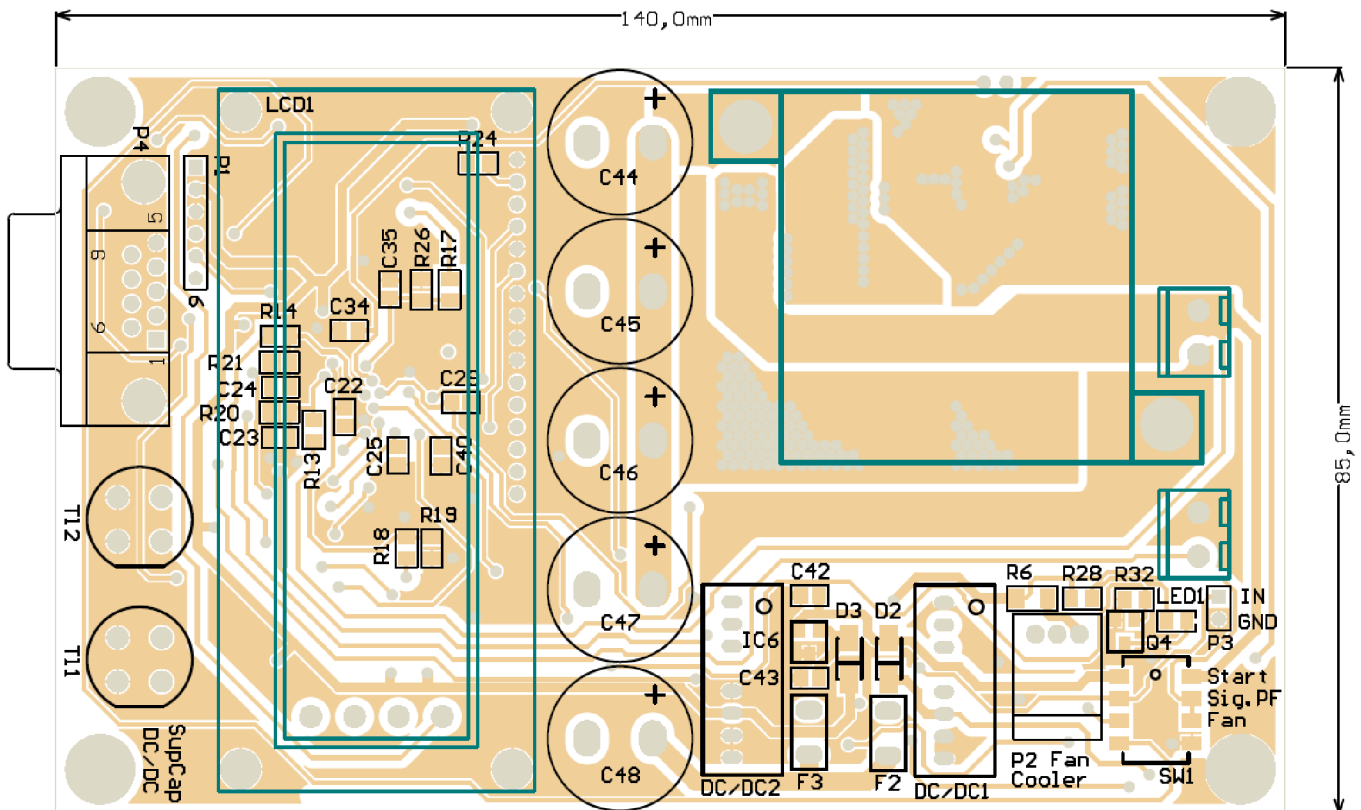 140,0mm
85,0mm
LCD1
P4
P1
5
9
6
1
6
R24
C35
R26
R17
R14
C34
R21
C24
R20
C23
R13
C22
C25
C40
R18
R19
C44
C45
C46
C47
C48
Tl2
Tl1
SupCap
DC/DC
C42
D3
D2
IC6
C43
F3
F2
DC/DC2
DC/DC1
R6
R28
R32
LED1
IN
GND
P3
Q4
Start
Sig.PF
Fan
SW1
P2 Fan
Cooler